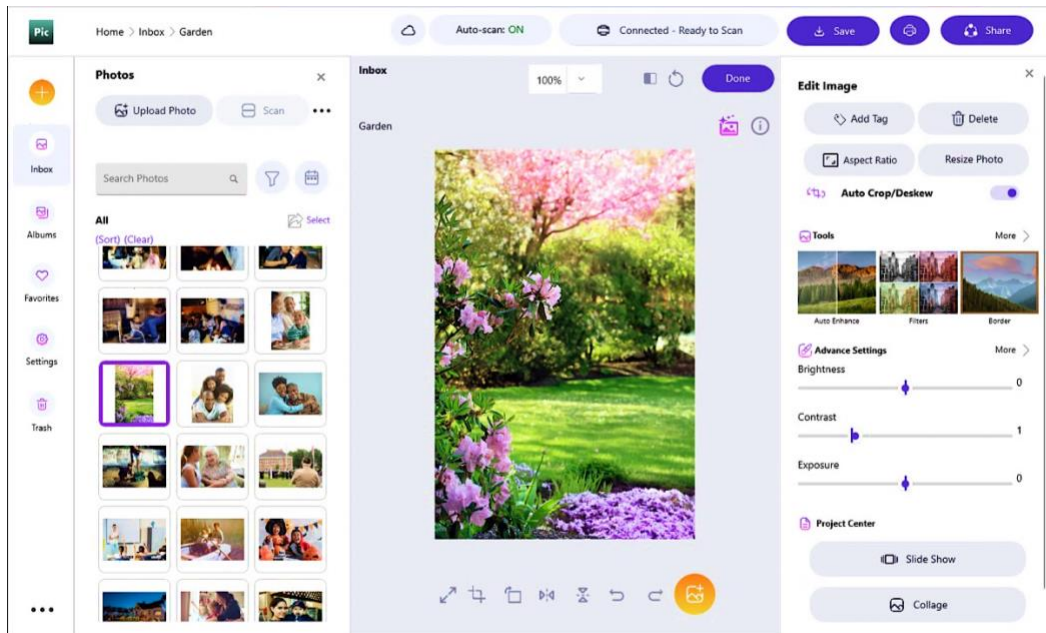 Pic
Home > Inbox > Garden
Auto-scan: ON
Connected - Ready to Scan
Save
Share
Inbox
Albums
Favorites
Settings
Trash
Photos
Upload Photo
Scan
Search Photos
All
Select
(Sort) (Clear)
Inbox
100%
Done
Garden
Edit Image
Add Tag
Delete
Aspect Ratio
Resize Photo
Auto Crop/Deskew
Tools
More >
Auto Enhance
Filters
Border
Advance Settings
More >
Brightness
0
Contrast
1
Exposure
0
Project Center
Slide Show
Collage